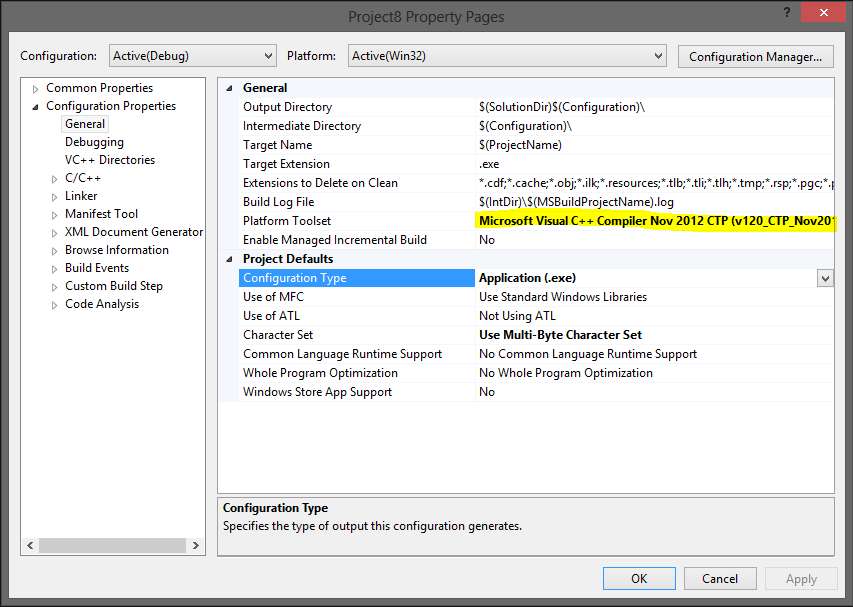 Project8 Property Pages
?
Configuration: Active(Debug) Platform: Active(Win32) Configuration Manager...
Common Properties
Configuration Properties
General
Debugging
VC++ Directories
C/C++
Linker
Manifest Tool
XML Document Generator
Browse Information
Build Events
Custom Build Step
Code Analysis
General
Output Directory $(SolutionDir)$(Configuration)\
Intermediate Directory $(Configuration)\
Target Name $(ProjectName)
Target Extension .exe
Extensions to Delete on Clean *.cdf;*.cache;*.obj;*.ilk;*.resources;*.tlb;*.tli;*.tlh;*.tmp;*.rsp;*.pgc;*.p
Build Log File $(IntDir)\$(MSBuildProjectName).log
Platform Toolset Microsoft Visual C++ Compiler Nov 2012 CTP (v120_CTP_Nov201
Enable Managed Incremental Build No
Project Defaults
Configuration Type Application (.exe)
Use of MFC Use Standard Windows Libraries
Use of ATL Not Using ATL
Character Set Use Multi-Byte Character Set
Common Language Runtime Support No Common Language Runtime Support
Whole Program Optimization No Whole Program Optimization
Windows Store App Support No
Configuration Type
Specifies the type of output this configuration generates.
OK Cancel Apply